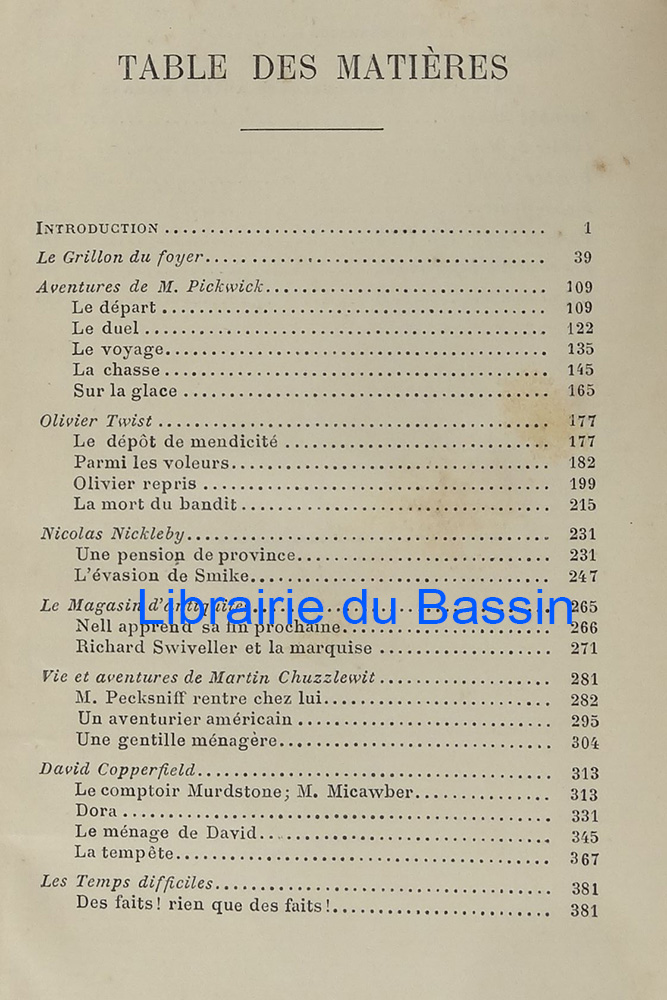 TABLE DES MATIÈRES
INTRODUCTION ........................................ 1
Le Grillon du foyer........................................ 39
Aventures de M. Pickwick........................................ 109
Le départ ........................................ 109
Le duel ........................................ 122
Le voyage........................................ 135
La chasse ........................................ 145
Sur la glace ........................................ 165
Olivier Twist ........................................ 177
Le dépôt de mendicité ........................................ 177
Parmi les voleurs........................................ 182
Olivier repris ........................................ 199
La mort du bandit........................................ 215
Nicolas Nickleby........................................ 231
Une pension de province........................................ 231
L'évasion de Smike........................................ 247
Le Magasin d'antiquités........................................ 265
Librairie du Bassin
Nell apprend sa fin prochaine........................................ 266
Richard Swiveller et la marquise ........................................ 271
Vie et aventures de Martin Chuzzlewit ........................................ 281
M. Pecksniff rentre chez lui........................................ 282
Un aventurier américain ........................................ 295
Une gentille ménagère........................................ 304
David Copperfield........................................ 313
Le comptoir Murdstone; M. Micawber........................................ 313
Dora ........................................ 331
Le ménage de David........................................ 345
La tempête........................................ 367
Les Temps difficiles........................................ 381
Des faits! rien que des faits!........................................ 381